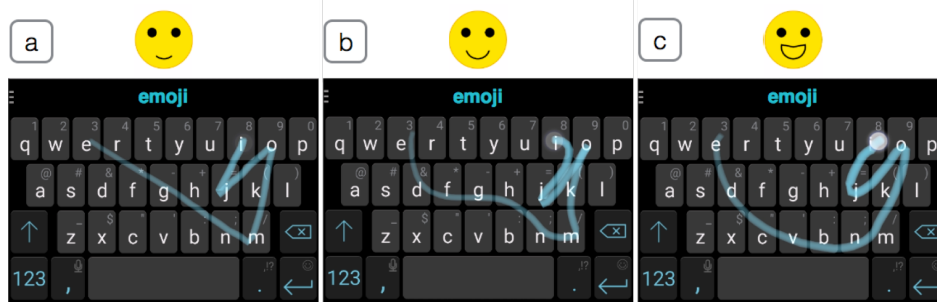 a
emoji
1 2 3 4 5 6 7 8 9 0
q w e r t y u i o p
a s d f g h j k l
z x c v b n m
123 , .
b
emoji
1 2 3 4 5 6 7 8 9 0
q w e r t y u i o p
a s d f g h j k l
z x c v b n m
123 , .
c
emoji
1 2 3 4 5 6 7 8 9
q w e r t y u i o p
a s d f g h j k l
z x c v b n m
123 , .